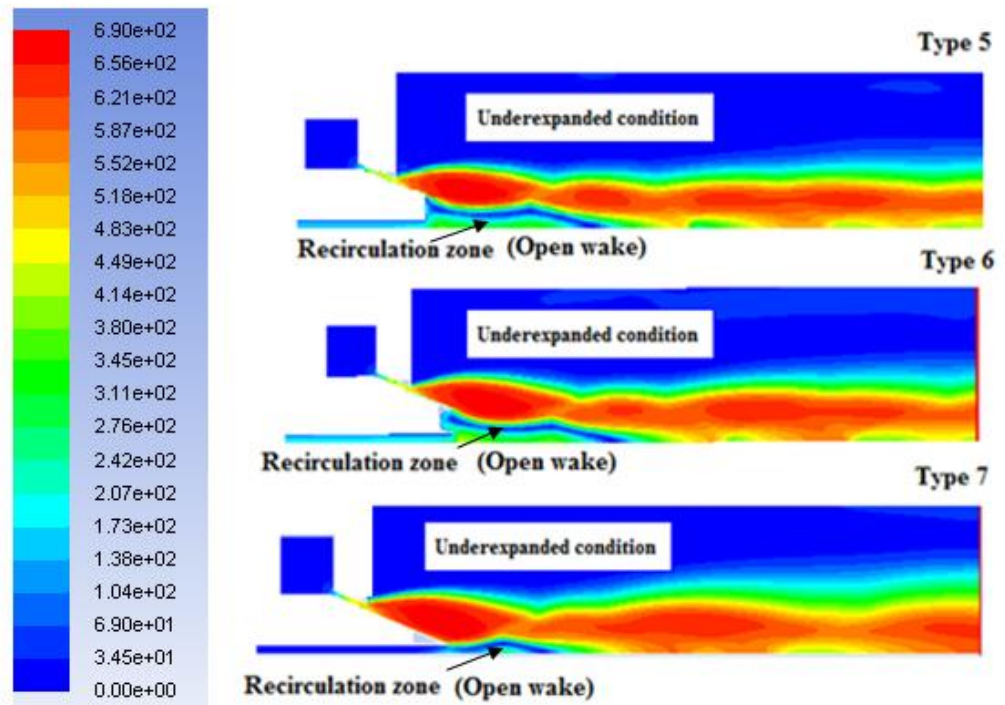 6.90e+02
6.56e+02
6.21e+02
5.87e+02
5.52e+02
5.18e+02
4.83e+02
4.49e+02
4.14e+02
3.80e+02
3.45e+02
3.11e+02
2.76e+02
2.42e+02
2.07e+02
1.73e+02
1.38e+02
1.04e+02
6.90e+01
3.45e+01
0.00e+00
Type 5
Underexpanded condition
Recirculation zone (Open wake)
Type 6
Underexpanded condition
Recirculation zone (Open wake)
Type 7
Underexpanded condition
Recirculation zone (Open wake)